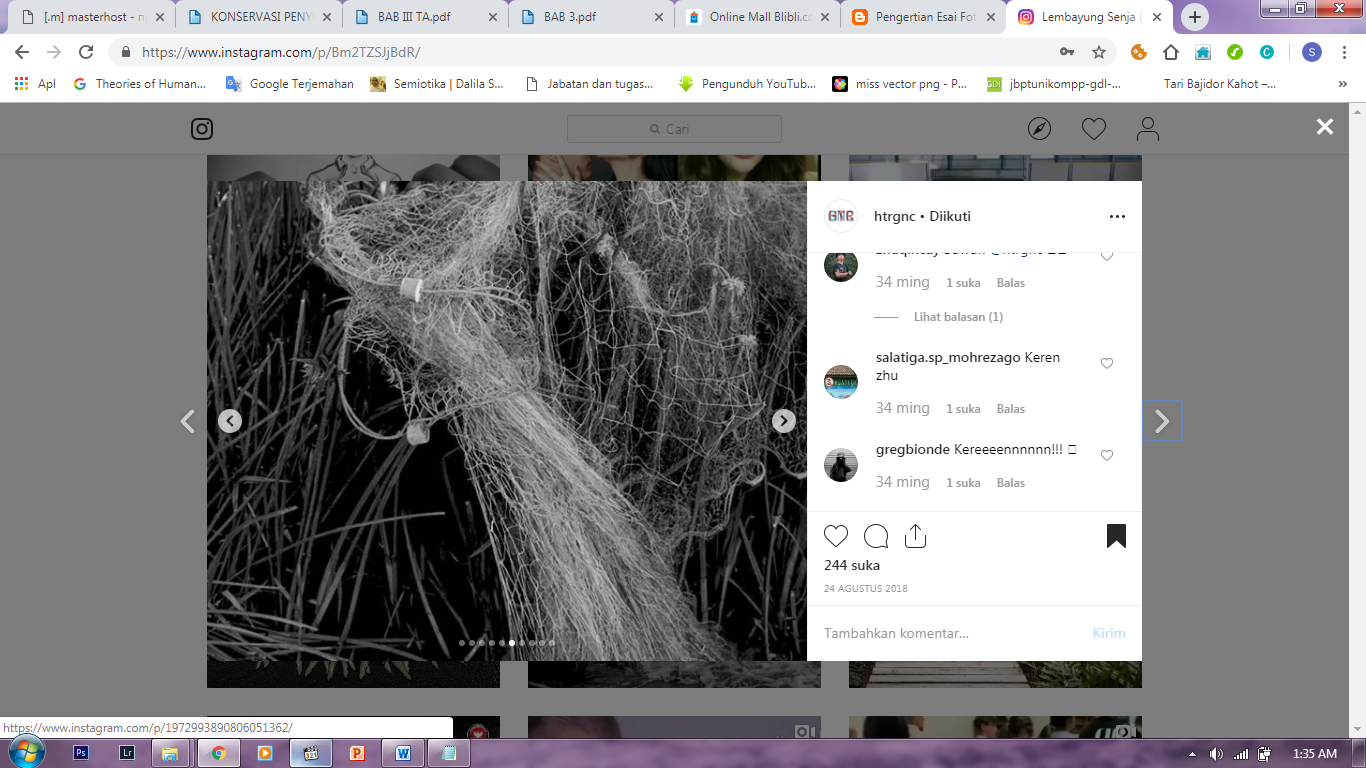 [.m] masterhost - п
KONSERVASI PENY
BAB III TA.pdf
BAB 3.pdf
Online Mall Blibli.co
Pengertian Esai Fot
Lembayung Senja (
https://www.instagram.com/p/Bm2TZSJjBdR/
S
Apl
Theories of Human...
Google Terjemahan
Semiotika | Dalila S...
Jabatan dan tugas...
Pengunduh YouTub...
miss vector png - P...
jbptunikompp-gdl-...
Tari Bajidor Kahot –...
»
Cari
htrgnc • Diikuti
34 ming 1 suka Balas
Lihat balasan (1)
salatiga.sp_mohrezago Keren
zhu
34 ming 1 suka Balas
gregbionde Kereeeennnnnn!!!
34 ming 1 suka Balas
244 suka
24 AGUSTUS 2018
Tambahkan komentar... Kirim
https://www.instagram.com/p/1972993890806051362/
Ps
Lr
1:35 AM